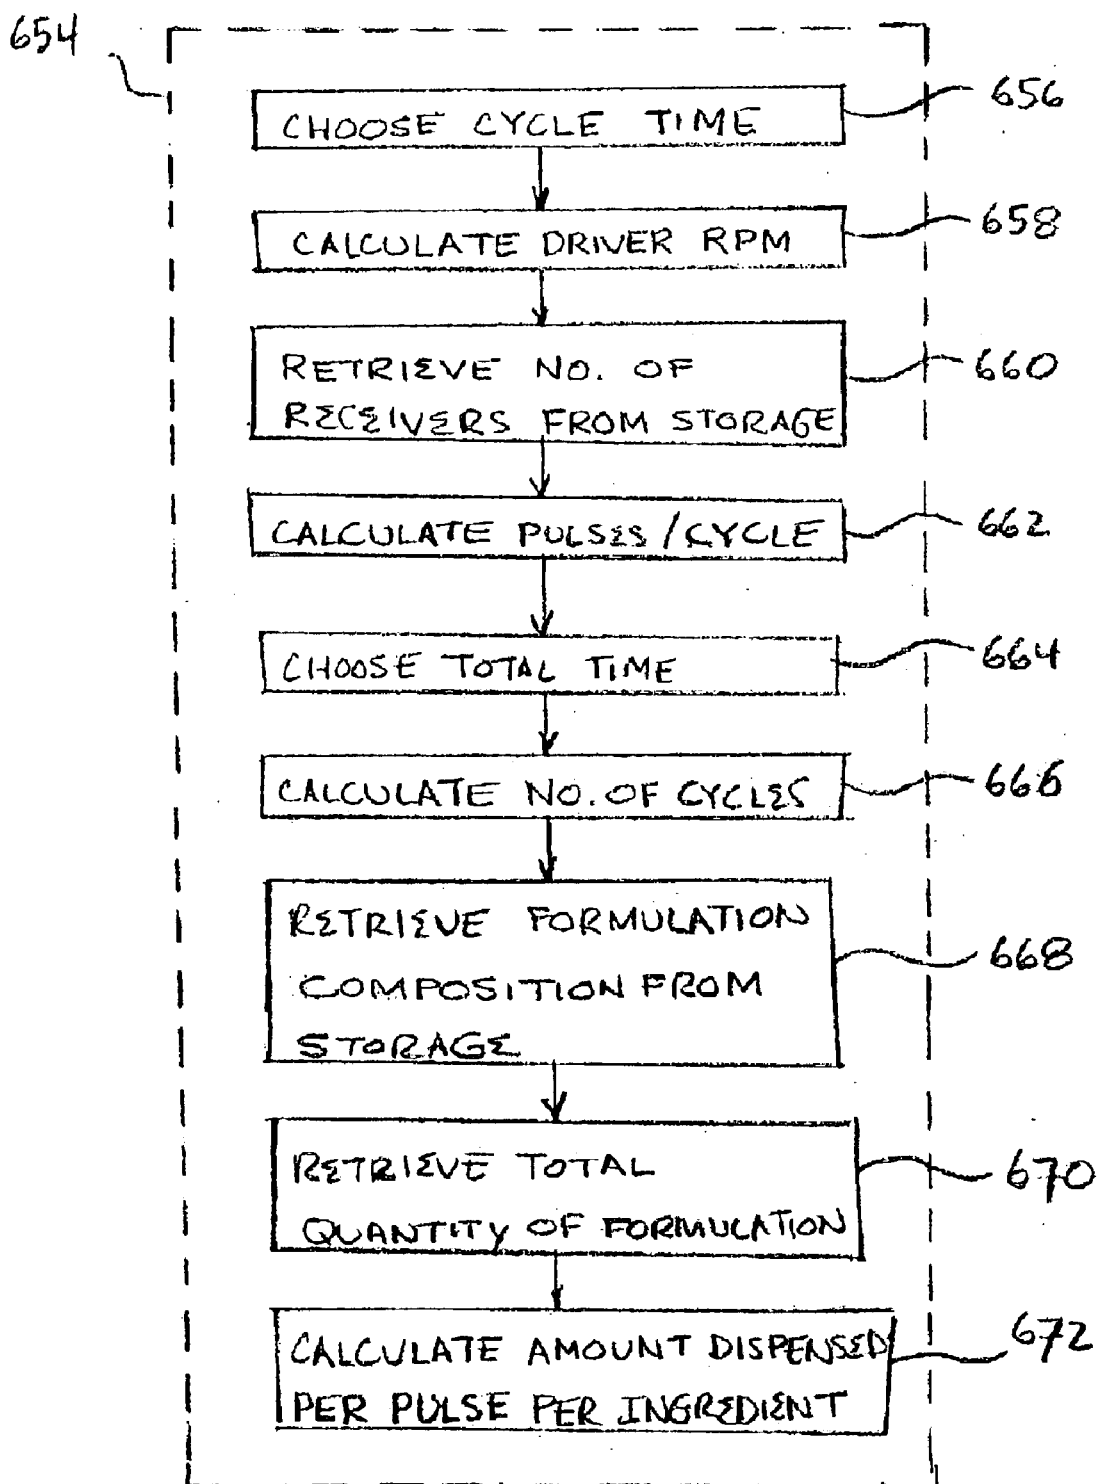 654
CHOOSE CYCLE TIME
656
CALCULATE DRIVER RPM
658
RETRIEVE NO. OF
RECEIVERS FROM STORAGE
660
CALCULATE PULSES/CYCLE
662
CHOOSE TOTAL TIME
664
CALCULATE NO. OF CYCLES
666
RETRIEVE FORMULATION
COMPOSITION FROM
STORAGE
668
RETRIEVE TOTAL
QUANTITY OF FORMULATION
670
CALCULATE AMOUNT DISPENSED
PER PULSE PER INGREDIENT
672